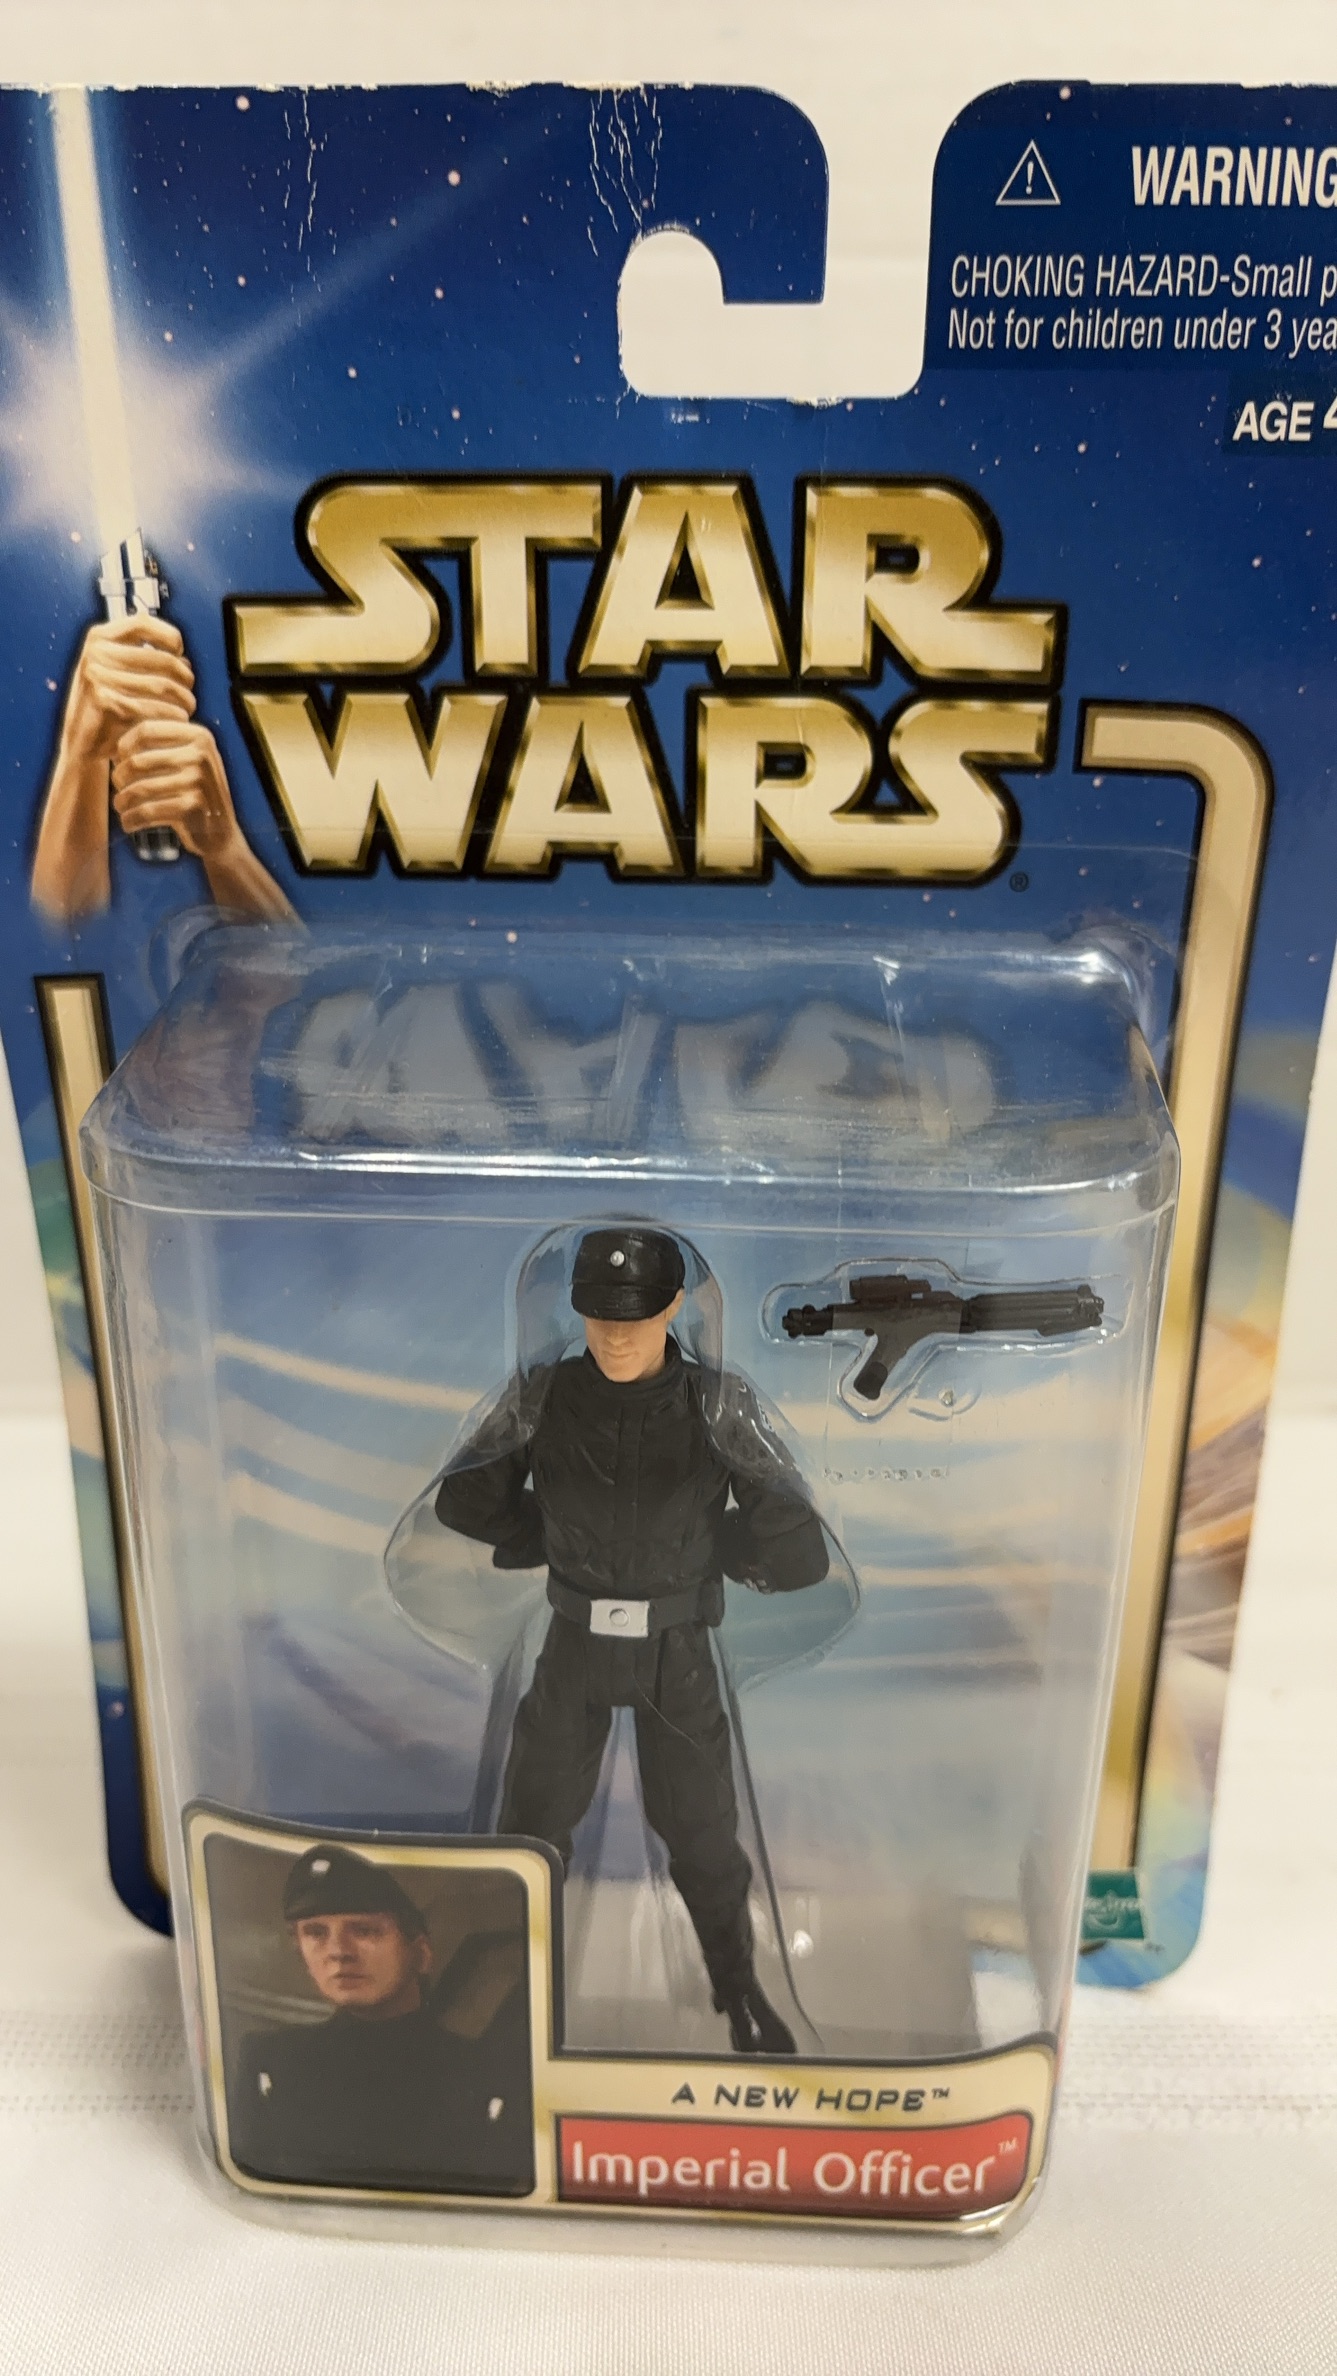 WARNING
CHOKING HAZARD-Small p
Not for children under 3 yea
AGE 4
STAR
WARS®
A NEW HOPE™
Imperial Officer™